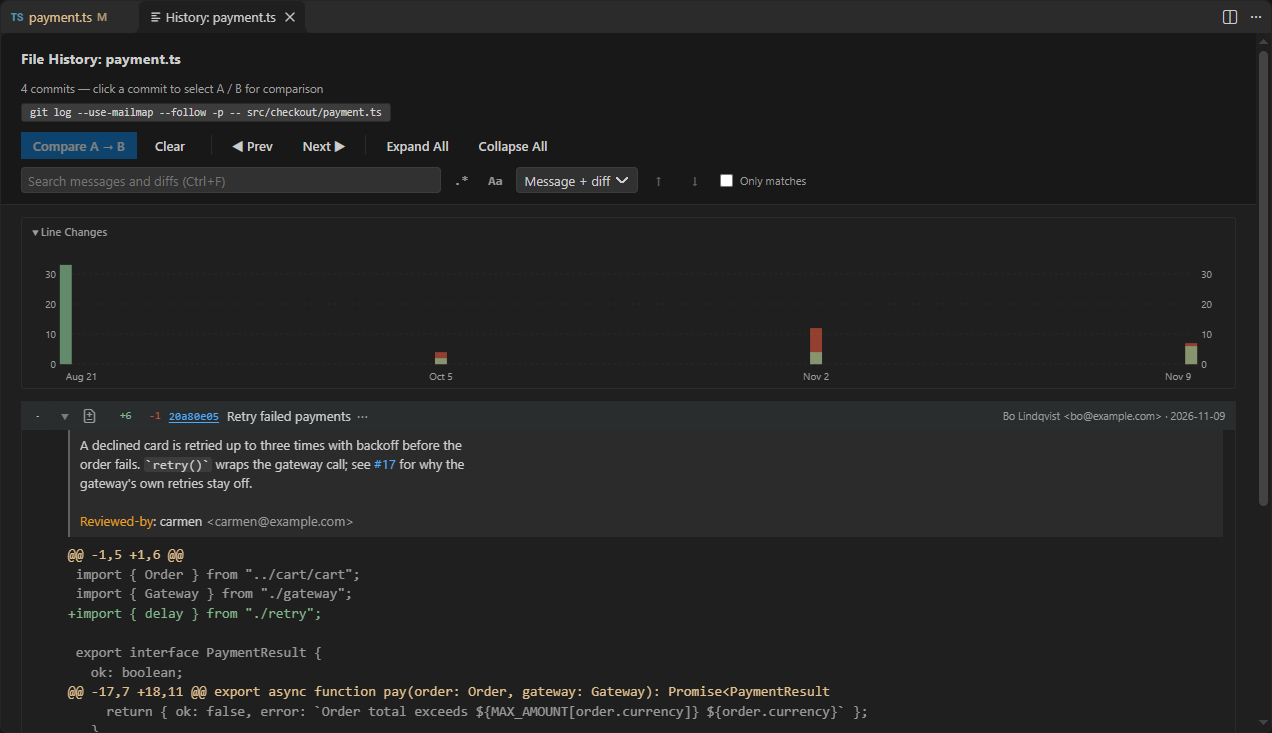 TS payment.ts M
History: payment.ts
File History: payment.ts
4 commits — click a commit to select A / B for comparison
git log --use-mailmap --follow -p -- src/checkout/payment.ts
Compare A → B Clear ◀ Prev Next ▶ Expand All Collapse All
Search messages and diffs (Ctrl+F) .* Aa Message + diff ↑ ↓ Only matches
▾ Line Changes
30 30
20 20
10 10
0 0
Aug 21 Oct 5 Nov 2 Nov 9
- ▼ +6 -1 20a80e05 Retry failed payments ··· Bo Lindqvist <bo@example.com> · 2026-11-09
A declined card is retried up to three times with backoff before the
order fails. `retry()` wraps the gateway call; see #17 for why the
gateway's own retries stay off.
Reviewed-by: carmen <carmen@example.com>
@@ -1,5 +1,6 @@
import { Order } from "../cart/cart";
import { Gateway } from "./gateway";
+import { delay } from "./retry";
export interface PaymentResult {
ok: boolean;
@@ -17,7 +18,11 @@ export async function pay(order: Order, gateway: Gateway): Promise<PaymentResult
return { ok: false, error: `Order total exceeds ${MAX_AMOUNT[order.currency]} ${order.currency}` };
}